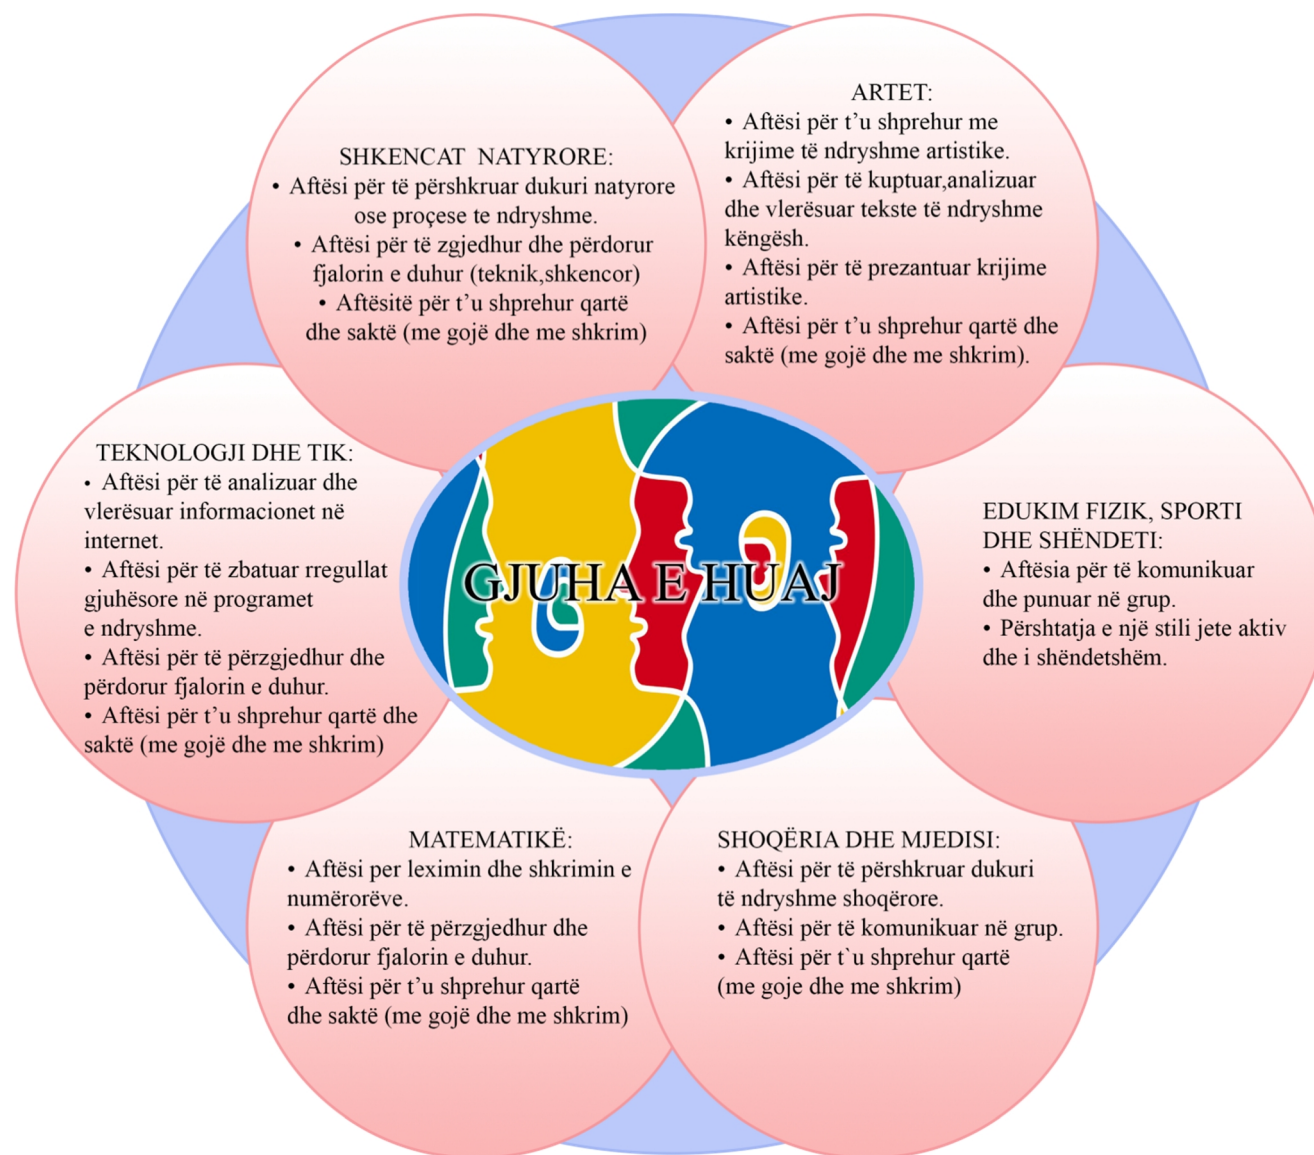 SHKENCAT NATYRORE:
• Aftësi për të përshkruar dukuri natyrore
ose proçese te ndryshme.
• Aftësi për të zgjedhur dhe përdorur
fjalorin e duhur (teknik,shkencor)
• Aftësitë për t’u shprehur qartë
dhe saktë (me gojë dhe me shkrim)
ARTET:
• Aftësi për t’u shprehur me
krijime të ndryshme artistike.
• Aftësi për të kuptuar,analizuar
dhe vlerësuar tekste të ndryshme
këngësh.
• Aftësi për të prezantuar krijime
artistike.
• Aftësi për t’u shprehur qartë dhe
saktë (me gojë dhe me shkrim).
TEKNOLOGJI DHE TIK:
• Aftësi për të analizuar dhe
vlerësuar informacionet në
internet.
• Aftësi për të zbatuar rregullat
gjuhësore në programet
e ndryshme.
• Aftësi për të përzgjedhur dhe
përdorur fjalorin e duhur.
• Aftësi për t’u shprehur qartë dhe
saktë (me gojë dhe me shkrim)
GJUHA E HUAJ
EDUKIM FIZIK, SPORTI
DHE SHËNDETI:
• Aftësia për të komunikuar
dhe punuar në grup.
• Përshtatja e një stili jete aktiv
dhe i shëndetshëm.
MATEMATIKË:
• Aftësi per leximin dhe shkrimin e
numërorëve.
• Aftësi për të përzgjedhur dhe
përdorur fjalorin e duhur.
• Aftësi për t’u shprehur qartë
dhe saktë (me gojë dhe me shkrim)
SHOQËRIA DHE MJEDISI:
• Aftësi për të përshkruar dukuri
të ndryshme shoqërore.
• Aftësi për të komunikuar në grup.
• Aftësi për t`u shprehur qartë
(me goje dhe me shkrim)